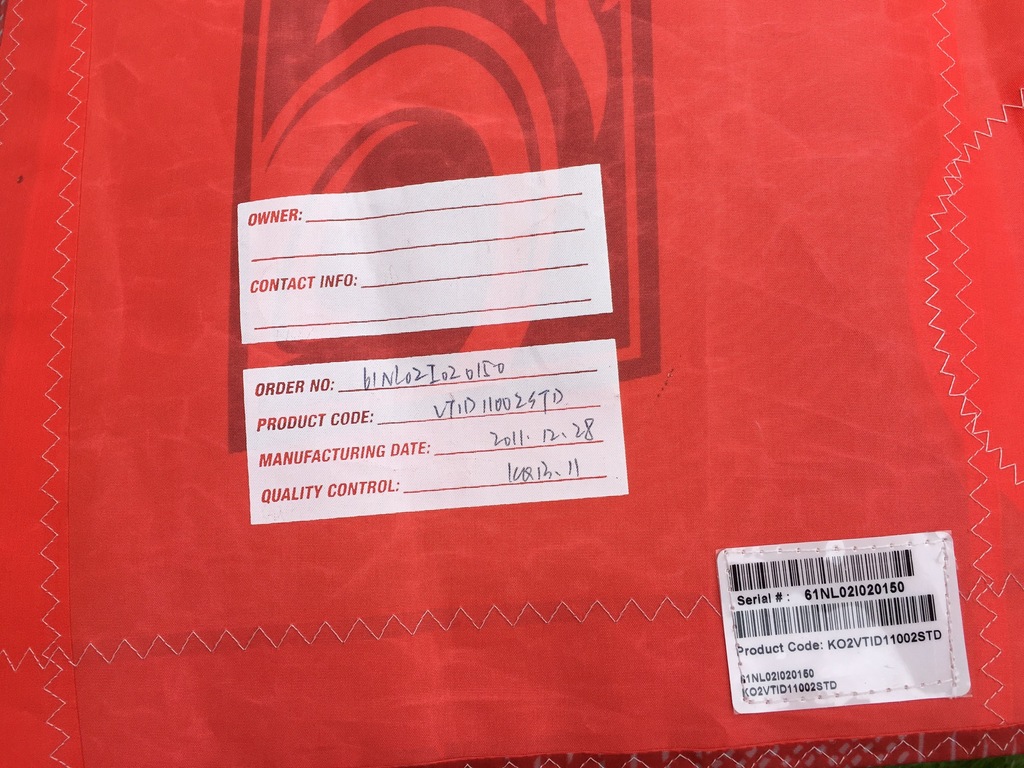 OWNER:
CONTACT INFO:
ORDER NO: 61NL02I020150
PRODUCT CODE: VTID11002STD
MANUFACTURING DATE: 2011.12.28
QUALITY CONTROL:
Serial # : 61NL02I020150
Product Code: KO2VTID11002STD
61NL02I020150
KO2VTID11002STD